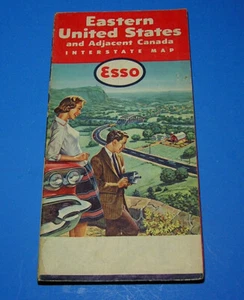 Eastern
United States
and Adjacent Canada
INTERSTATE MAP
Esso